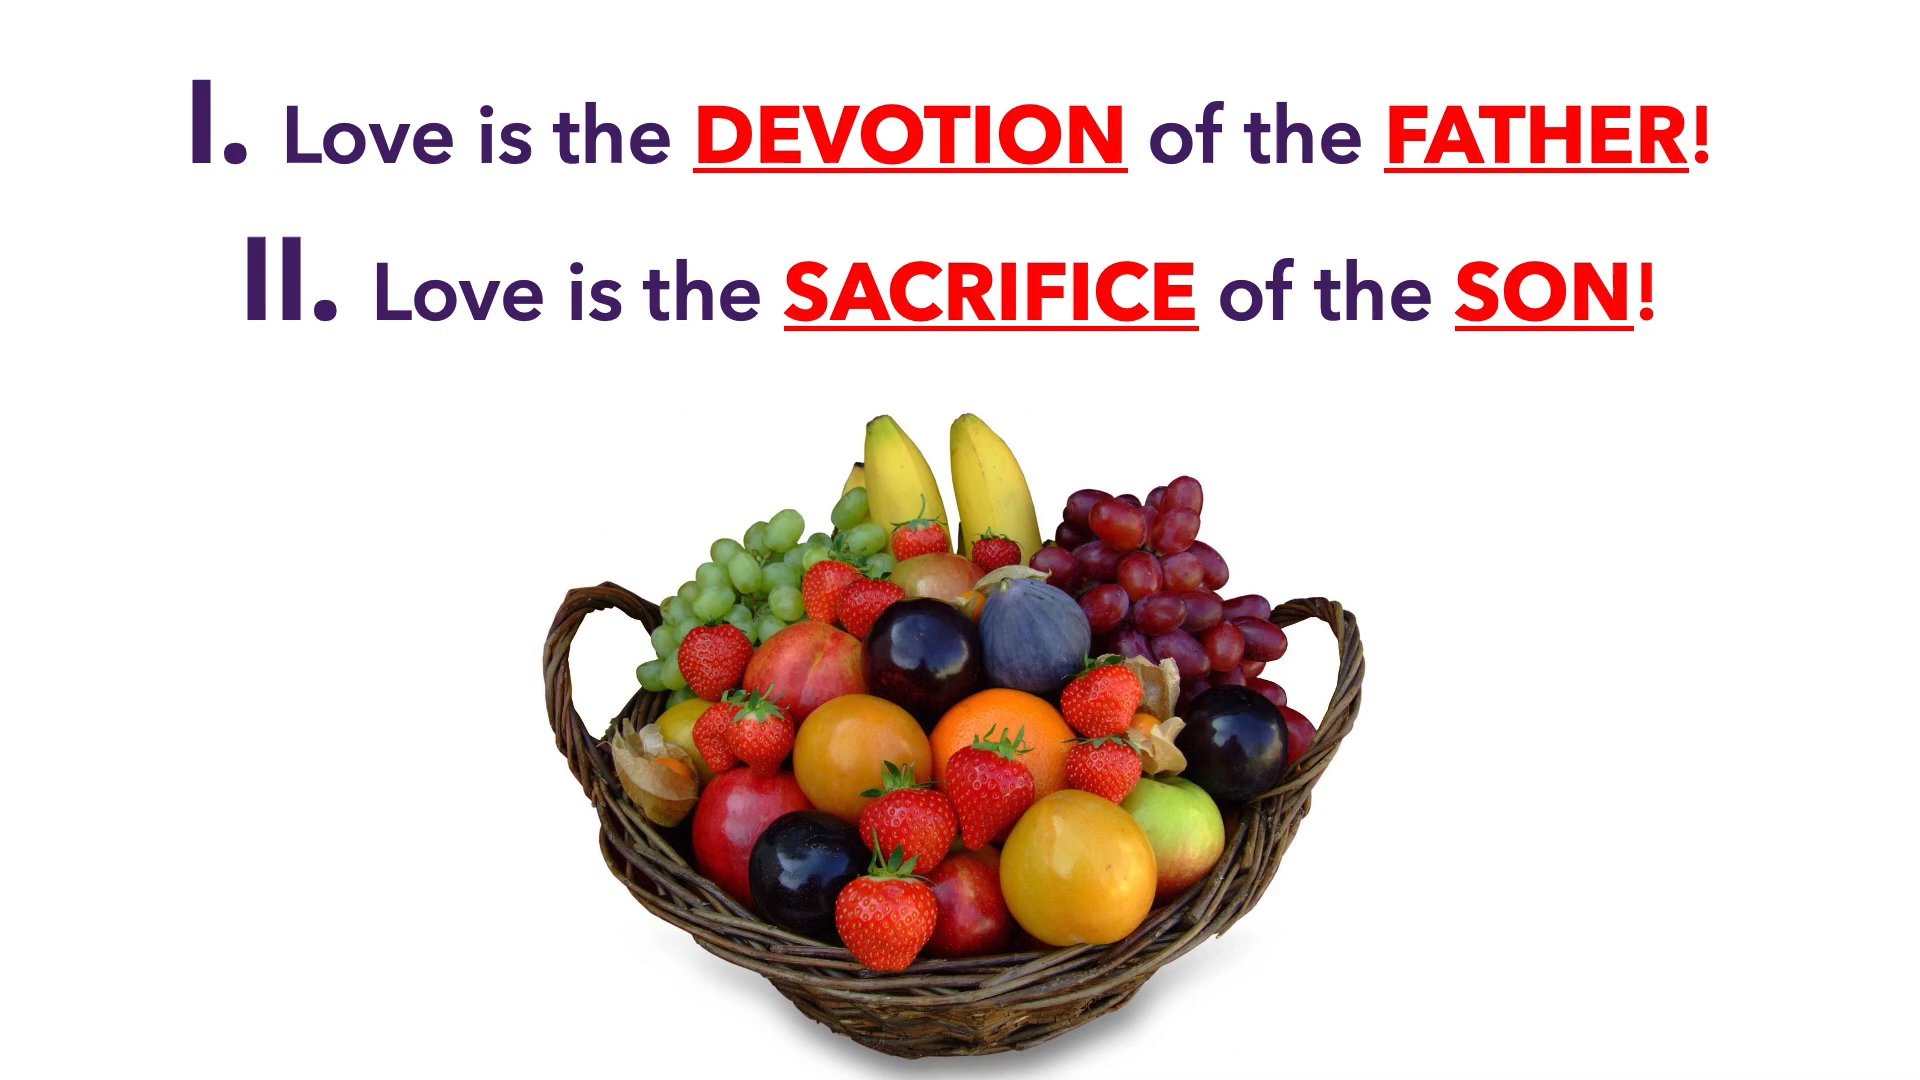 I. Love is the DEVOTION of the FATHER!
II. Love is the SACRIFICE of the SON!